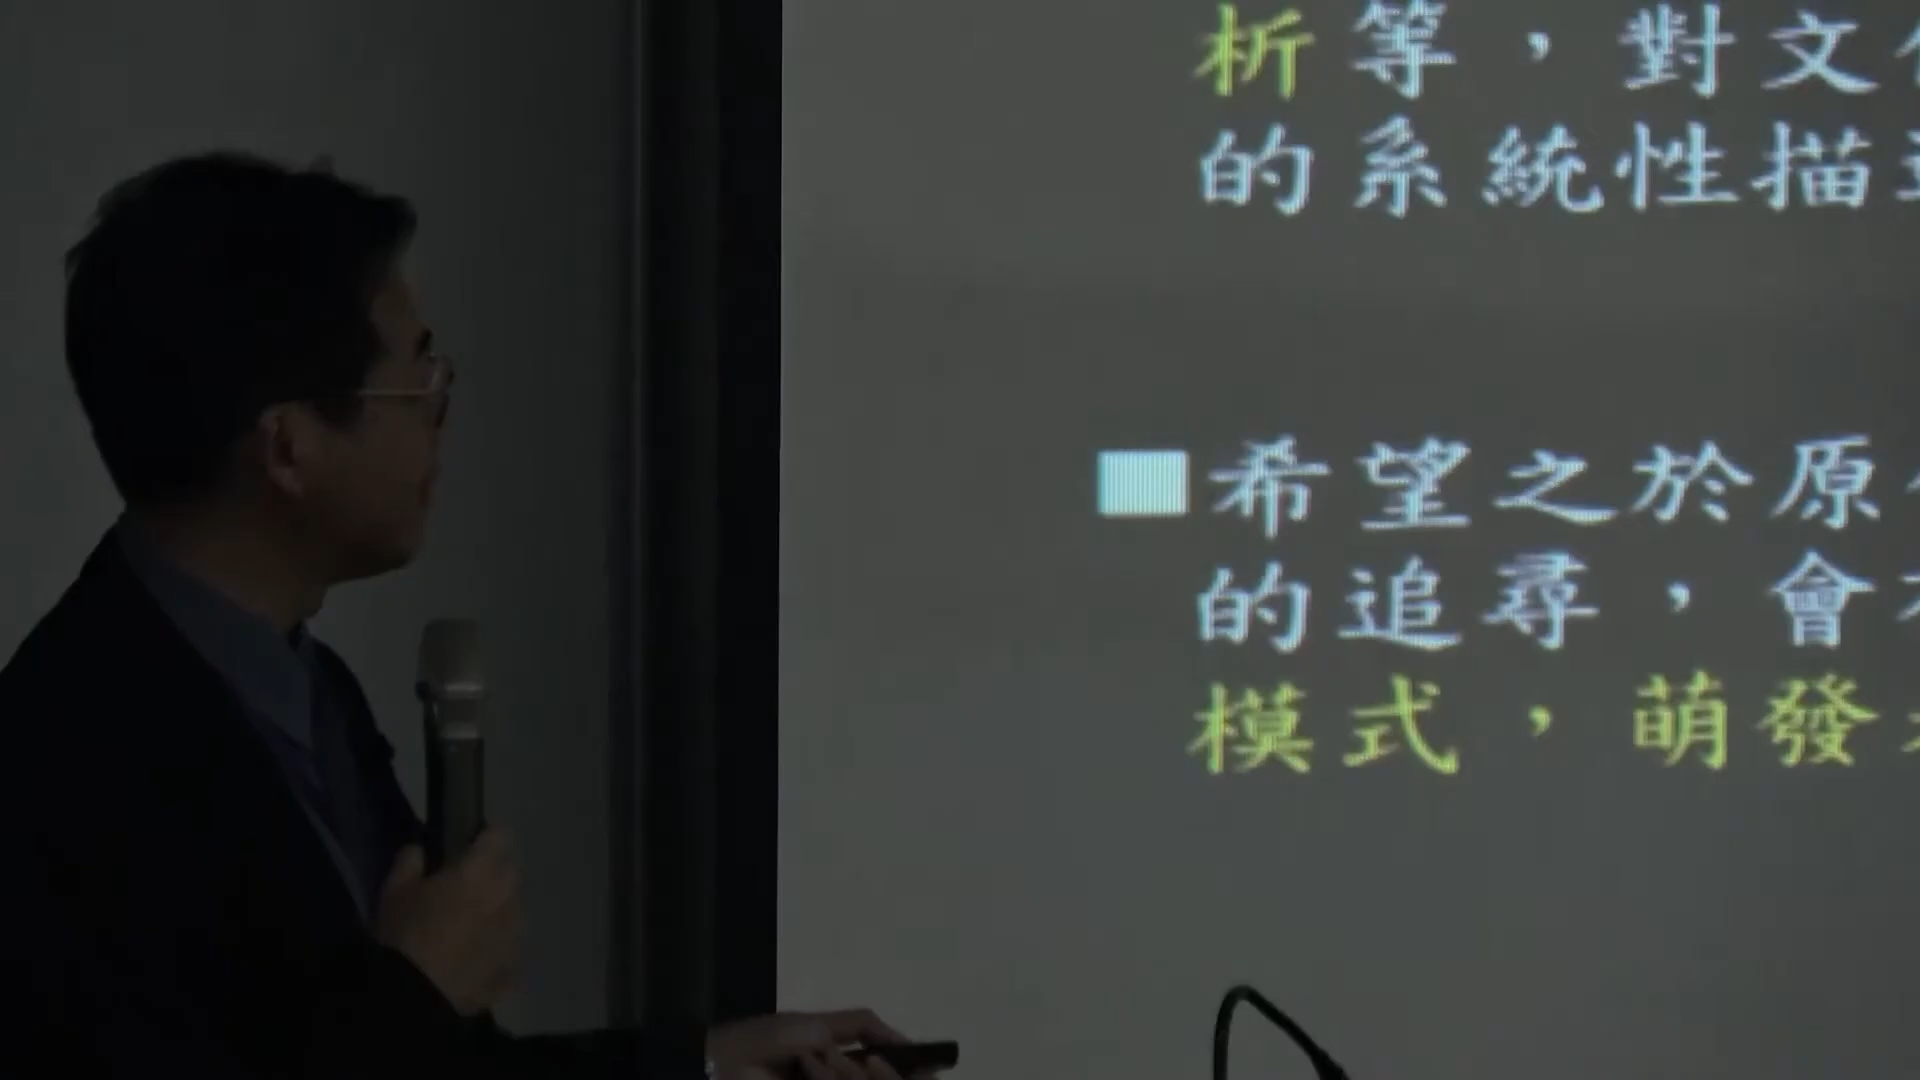 析等，對文
的系統性描
希望之於原
的追尋，會
模式，萌發